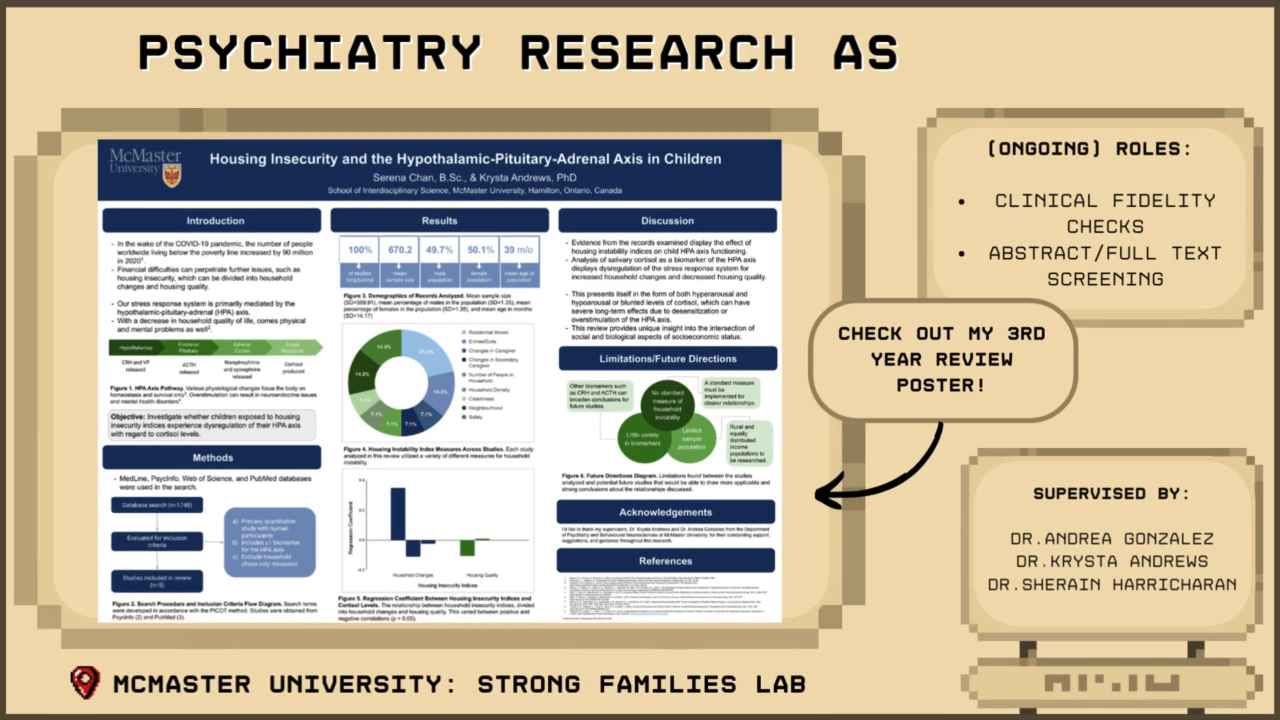 PSYCHIATRY RESEARCH AS
McMaster
University
Housing Insecurity and the Hypothalamic-Pituitary-Adrenal Axis in Children
Serena Chan, B.Sc., & Krysta Andrews, PhD
School of Interdisciplinary Science, McMaster University, Hamilton, Ontario, Canada
Introduction
- In the wake of the COVID-19 pandemic, the number of people
worldwide living below the poverty line increased by 90 million
in 2020¹.
- Financial difficulties can perpetrate further issues, such as
housing insecurity, which can be divided into household
changes and housing quality.
- Our stress response system is primarily mediated by the
hypothalamic-pituitary-adrenal (HPA) axis.
- With a decrease in household quality of life, comes physical
and mental problems as well².
Hypothalamus
Posterior
Pituitary
Adrenal
Cortex
Stress
Response
CRH and VP
released
ACTH
released
Norepinephrine
and epinephrine
released
Cortisol
produced
Figure 1. HPA Axis Pathway. Various physiological changes focus the body on
homeostasis and survival only³. Overstimulation can result in neuroendocrine issues
and mental health disorders⁴.
Objective: Investigate whether children exposed to housing
insecurity indices experience dysregulation of their HPA axis
with regard to cortisol levels.
Methods
- MedLine, PsycInfo, Web of Science, and PubMed databases
were used in the search.
Database search (n=1746)
Evaluated for inclusion
criteria
Studies included in review
(n=5)
a) Primary quantitative
study with human
participants
b) Includes ≥1 biomarker
for the HPA axis
c) Exclude household
chaos only measures
Figure 2. Search Procedure and Inclusion Criteria Flow Diagram. Search terms
were developed in accordance with the PICOT method. Studies were obtained from
PsycInfo (2) and PubMed (3).
Results
100%
of studies
longitudinal
670.2
mean
sample size
49.7%
male
population
50.1%
female
population
39 m/o
mean age of
population
Figure 3. Demographics of Records Analyzed. Mean sample size
(SD=569.91), mean percentage of males in the population (SD=1.35), mean
percentage of females in the population (SD=1.38), and mean age in months
(SD=14.17)
21.4%
14.3%
7.1%
7.1%
7.1%
7.1%
7.1%
14.3%
14.3%
Residential Moves
Entries/Exits
Changes in Caregiver
Changes in Secondary
Caregiver
Number of People in
Household
Household Density
Cleanliness
Neighbourhood
Safety
Figure 4. Housing Instability Index Measures Across Studies. Each study
analyzed in this review utilized a variety of different measures for household
instability.
Regression Coefficient
Household Changes
Housing Quality
Housing Insecurity Indices
Figure 5. Regression Coefficient Between Housing Insecurity Indices and
Cortisol Levels. The relationship between household insecurity indices, divided
into household changes and housing quality. This varied between positive and
negative correlations (p < 0.05).
Discussion
- Evidence from the records examined display the effect of
housing instability indices on child HPA axis functioning.
- Analysis of salivary cortisol as a biomarker of the HPA axis
displays dysregulation of the stress response system for
increased household changes and decreased housing quality.
- This presents itself in the form of both hyperarousal and
hypoarousal or blunted levels of cortisol, which can have
severe long-term effects due to desensitization or
overstimulation of the HPA axis.
- This review provides unique insight into the intersection of
social and biological aspects of socioeconomic status.
Limitations/Future Directions
Other biomarkers such
as CRH and ACTH can
broaden conclusions for
future studies.
No standard
measure of
household
instability
A standard measure
must be
implemented for
clearer relationships.
Little variety
in biomarkers
Limited
sample
population
Rural and
equally
distributed
income
populations to
be researched.
Figure 6. Future Directions Diagram. Limitations found between the studies
analyzed and potential future studies that would be able to draw more applicable and
strong conclusions about the relationships discussed.
Acknowledgements
I'd like to thank my supervisors, Dr. Krysta Andrews and Dr. Andrea Gonzalez from the Department
of Psychiatry and Behavioural Neurosciences of McMaster University, for their outstanding support,
suggestions, and guidance throughout this research.
References
(ONGOING) ROLES:
• CLINICAL FIDELITY
CHECKS
• ABSTRACT/FULL TEXT
SCREENING
CHECK OUT MY 3RD
YEAR REVIEW
POSTER!
SUPERVISED BY:
DR.ANDREA GONZALEZ
DR.KRYSTA ANDREWS
DR.SUFRAAJ HARRICHARAN
MCMASTER UNIVERSITY: STRONG FAMILIES LAB